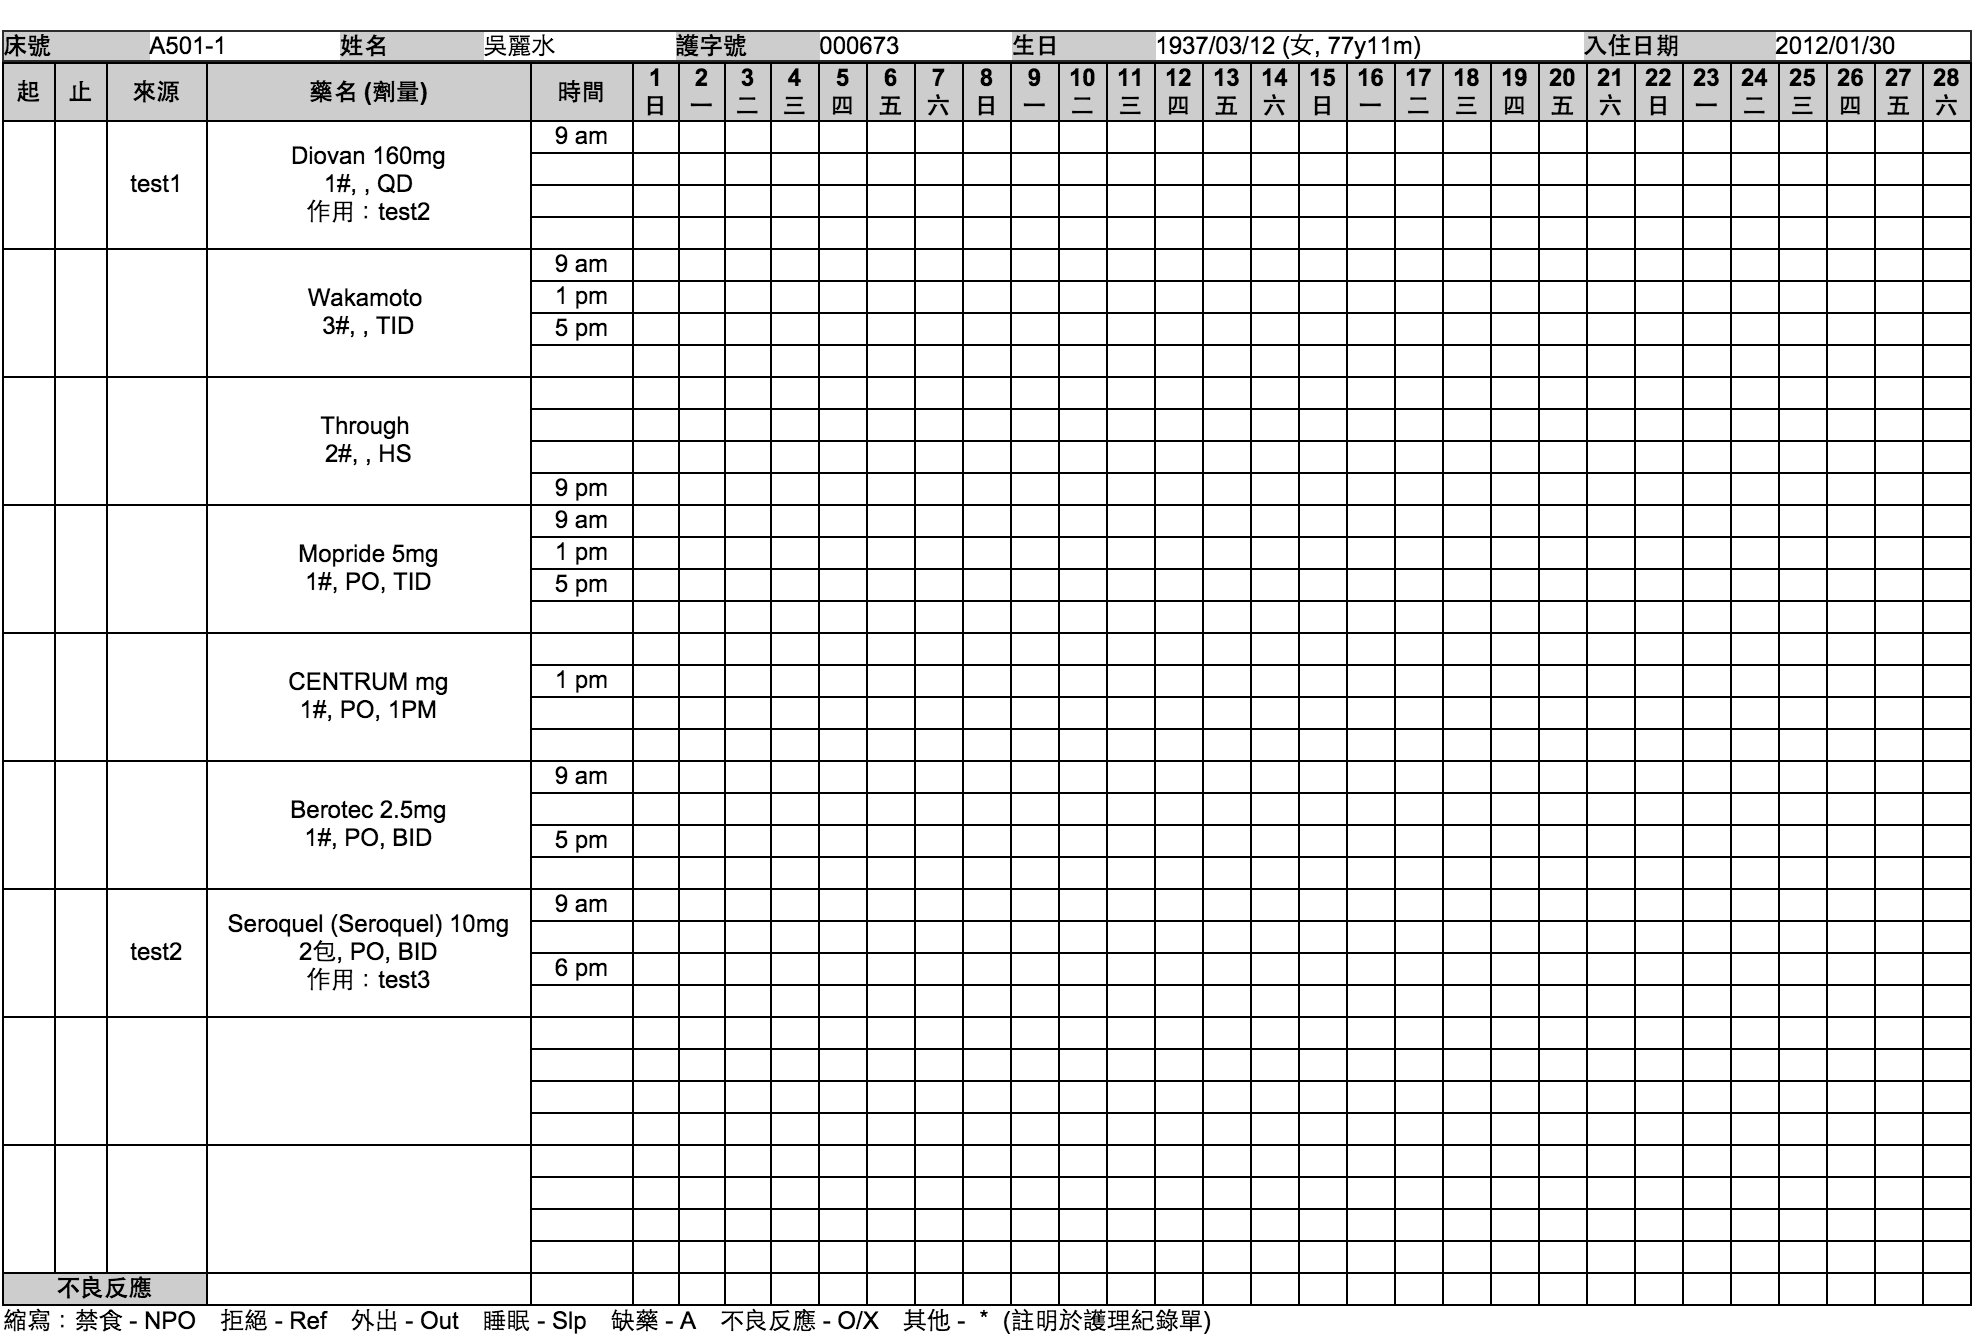 床號 A501-1 姓名 吳麗水 護字號 000673 生日 1937/03/12 (女, 77y11m) 入住日期 2012/01/30
起 止 來源 藥名 (劑量) 時間 1 2 3 4 5 6 7 8 9 10 11 12 13 14 15 16 17 18 19 20 21 22 23 24 25 26 27 28
日 一 二 三 四 五 六 日 一 二 三 四 五 六 日 一 二 三 四 五 六 日 一 二 三 四 五 六
test1
Diovan 160mg
1#, , QD
作用：test2
9 am
Wakamoto
3#, , TID
9 am
1 pm
5 pm
Through
2#, , HS
9 pm
Mopride 5mg
1#, PO, TID
9 am
1 pm
5 pm
CENTRUM mg
1#, PO, 1PM
1 pm
Berotec 2.5mg
1#, PO, BID
9 am
5 pm
test2
Seroquel (Seroquel) 10mg
2包, PO, BID
作用：test3
9 am
6 pm
不良反應
縮寫：禁食 - NPO 拒絕 - Ref 外出 - Out 睡眠 - Slp 缺藥 - A 不良反應 - O/X 其他 - * (註明於護理紀錄單)